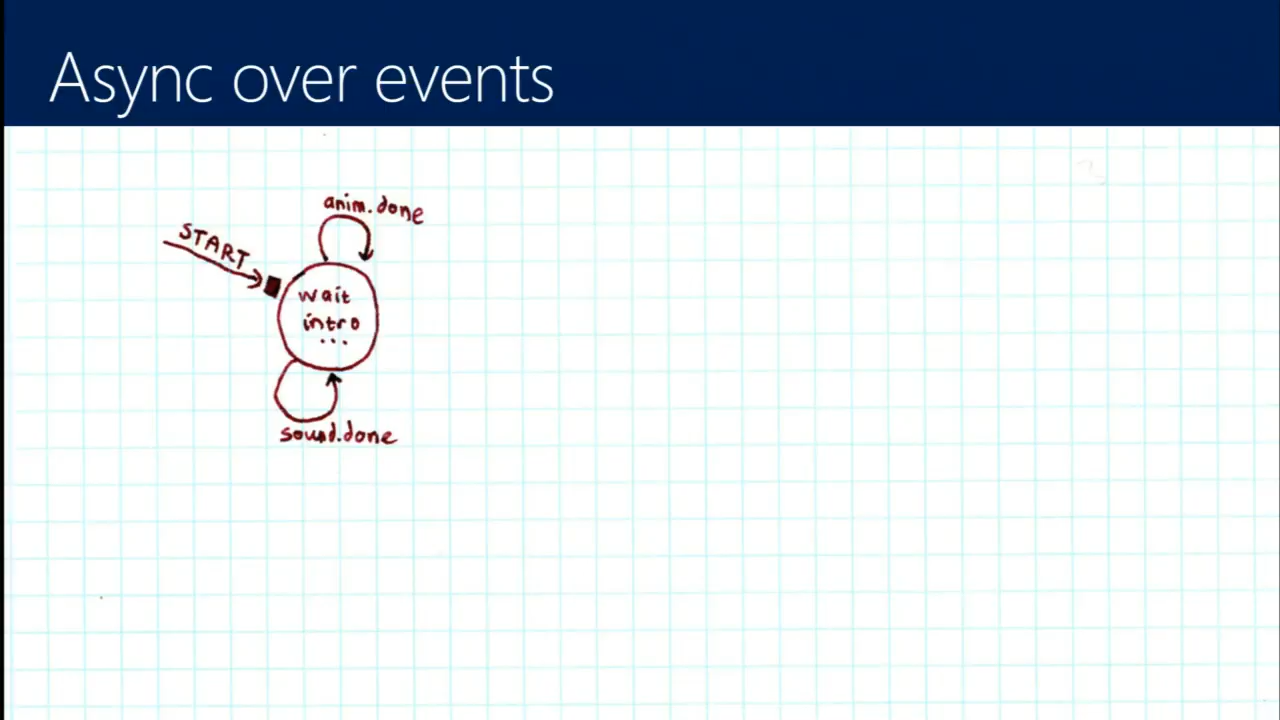 Async over events
anim.done
START
wait
intro
...
sound.done